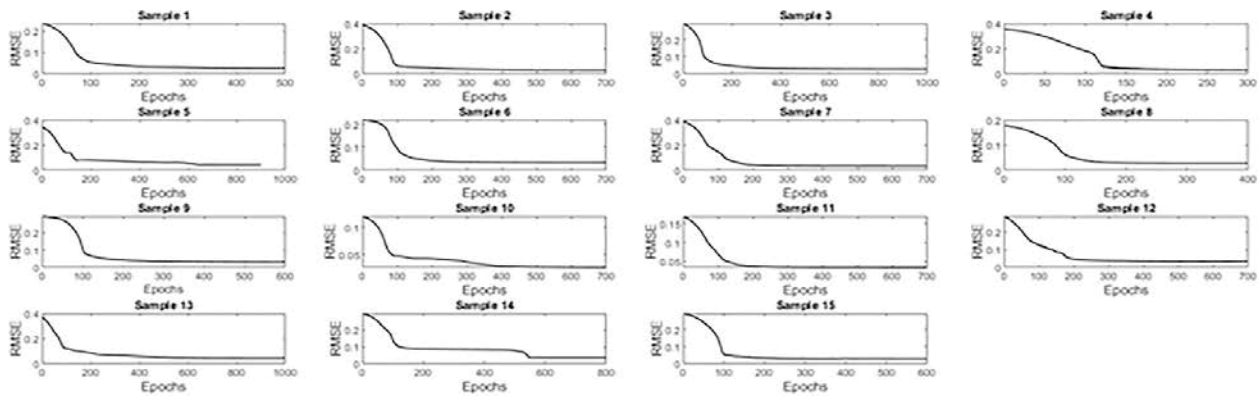 Sample 1
RMSE
0.2
0.1
0
0 100 200 300 400 500
Epochs
Sample 2
RMSE
0.4
0.2
0
0 200 400 600 800
Epochs
Sample 3
RMSE
0.2
0.1
0
0 200 400 600 800 1000
Epochs
Sample 4
RMSE
0.4
0.2
0
0 50 100 150 200 250 300
Epochs
Sample 5
RMSE
0.4
0.2
0
0 200 400 600 800 1000
Epochs
Sample 6
RMSE
0.2
0.1
0
0 100 200 300 400 500 600 700
Epochs
Sample 7
RMSE
0.4
0.2
0
0 100 200 300 400 500 600 700
Epochs
Sample 8
RMSE
0.2
0.1
0
0 100 200 300 400
Epochs
Sample 9
RMSE
0.2
0.1
0
0 100 200 300 400 500 600
Epochs
Sample 10
RMSE
0.1
0.05
0 100 200 300 400 500 600 700
Epochs
Sample 11
RMSE
0.15
0.1
0.05
0 100 200 300 400 500 600 700
Epochs
Sample 12
RMSE
0.2
0.1
0
0 100 200 300 400 500 600 700
Epochs
Sample 13
RMSE
0.4
0.2
0
0 200 400 600 800 1000
Epochs
Sample 14
RMSE
0.2
0.1
0
0 200 400 600 800
Epochs
Sample 15
RMSE
0.2
0.1
0
0 100 200 300 400 500 600
Epochs